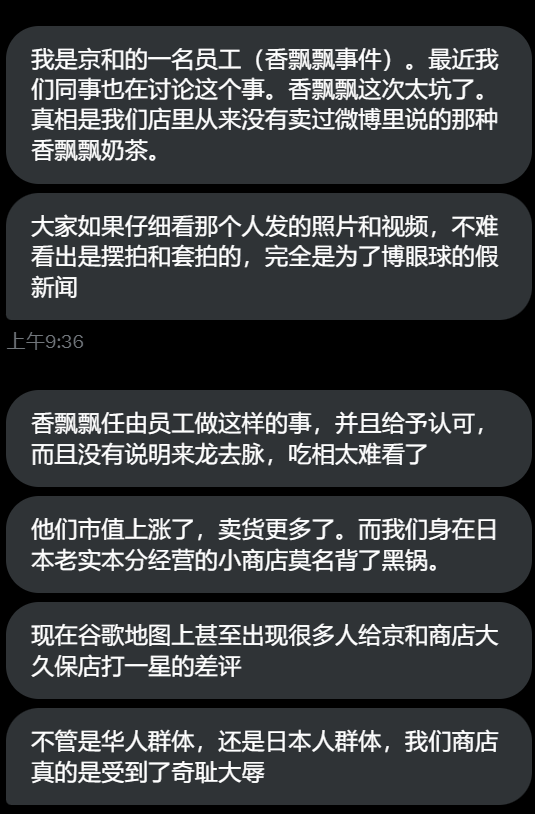 我是京和的一名员工（香飘飘事件）。最近我
们同事也在讨论这个事。香飘飘这次太坑了。
真相是我们店里从来没有卖过微博里说的那种
香飘飘奶茶。
大家如果仔细看那个人发的照片和视频，不难
看出是摆拍和套拍的，完全是为了博眼球的假
新闻
上午9:36
香飘飘任由员工做这样的事，并且给予认可，
而且没有说明来龙去脉，吃相太难看了
他们市值上涨了，卖货更多了。而我们身在日
本老实本分经营的小商店莫名背了黑锅。
现在谷歌地图上甚至出现很多人给京和商店大
久保店打一星的差评
不管是华人群体，还是日本人群体，我们商店
真的是受到了奇耻大辱